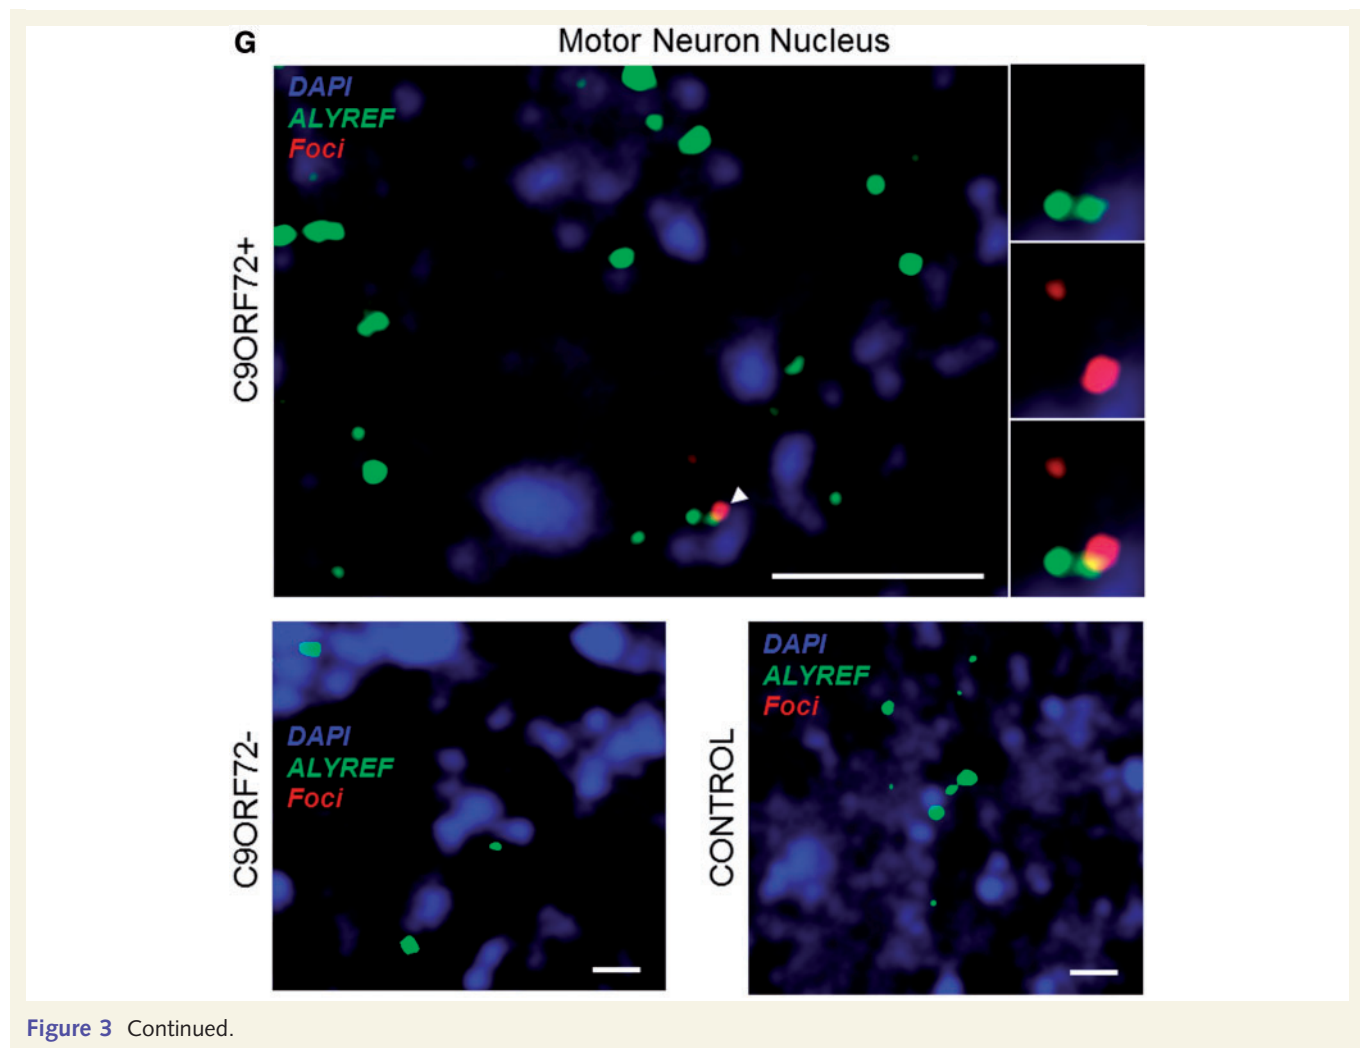 G
Motor Neuron Nucleus
C9ORF72+
DAPI
ALYREF
Foci
C9ORF72-
DAPI
ALYREF
Foci
CONTROL
DAPI
ALYREF
Foci
Figure 3 Continued.